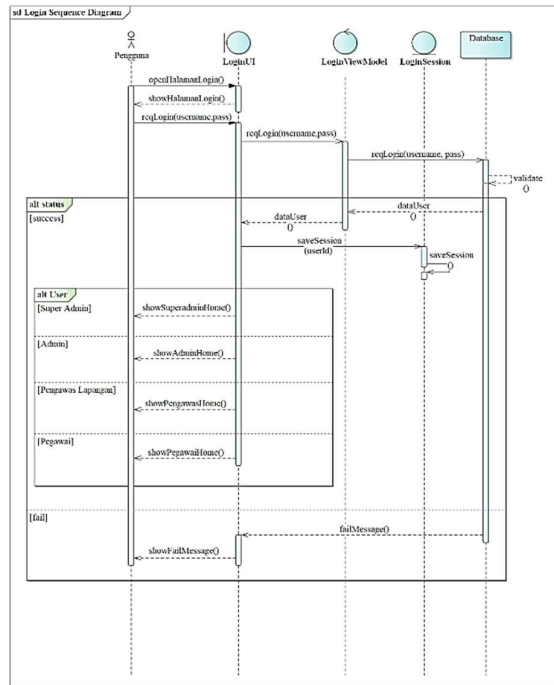 sd Login Sequence Diagram
Pengguna
LoginUI
LoginViewModel
LoginSession
Database
openHalamanLogin()
showHalamanLogin()
reqLogin(username,pass)
reqLogin(username,pass)
reqLogin(username, pass)
validate
()
alt status
[success]
dataUser
()
dataUser
()
saveSession
(userId)
saveSession
()
alt User
[Super Admin]
showSuperadminHome()
[Admin]
showAdminHome()
[Pengawas Lapangan]
showPengawasHome()
[Pegawai]
showPegawaiHome()
[fail]
failMessage()
showFailMessage()